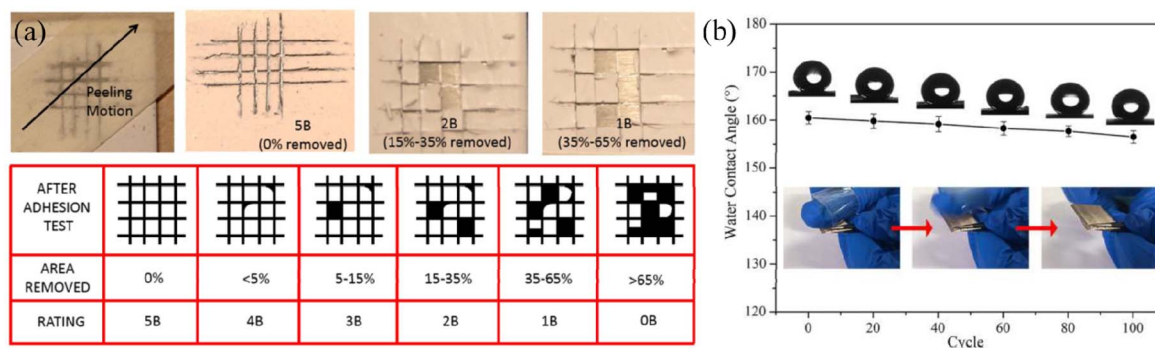 (a)
Peeling
Motion
5B
(0% removed)
2B
(15%-35% removed)
1B
(35%-65% removed)
AFTER
ADHESION
TEST
AREA
REMOVED
0%
<5%
5-15%
15-35%
35-65%
>65%
RATING
5B
4B
3B
2B
1B
0B
(b)
Water Contact Angle (°)
180
170
160
150
140
130
120
0
20
40
60
80
100
Cycle